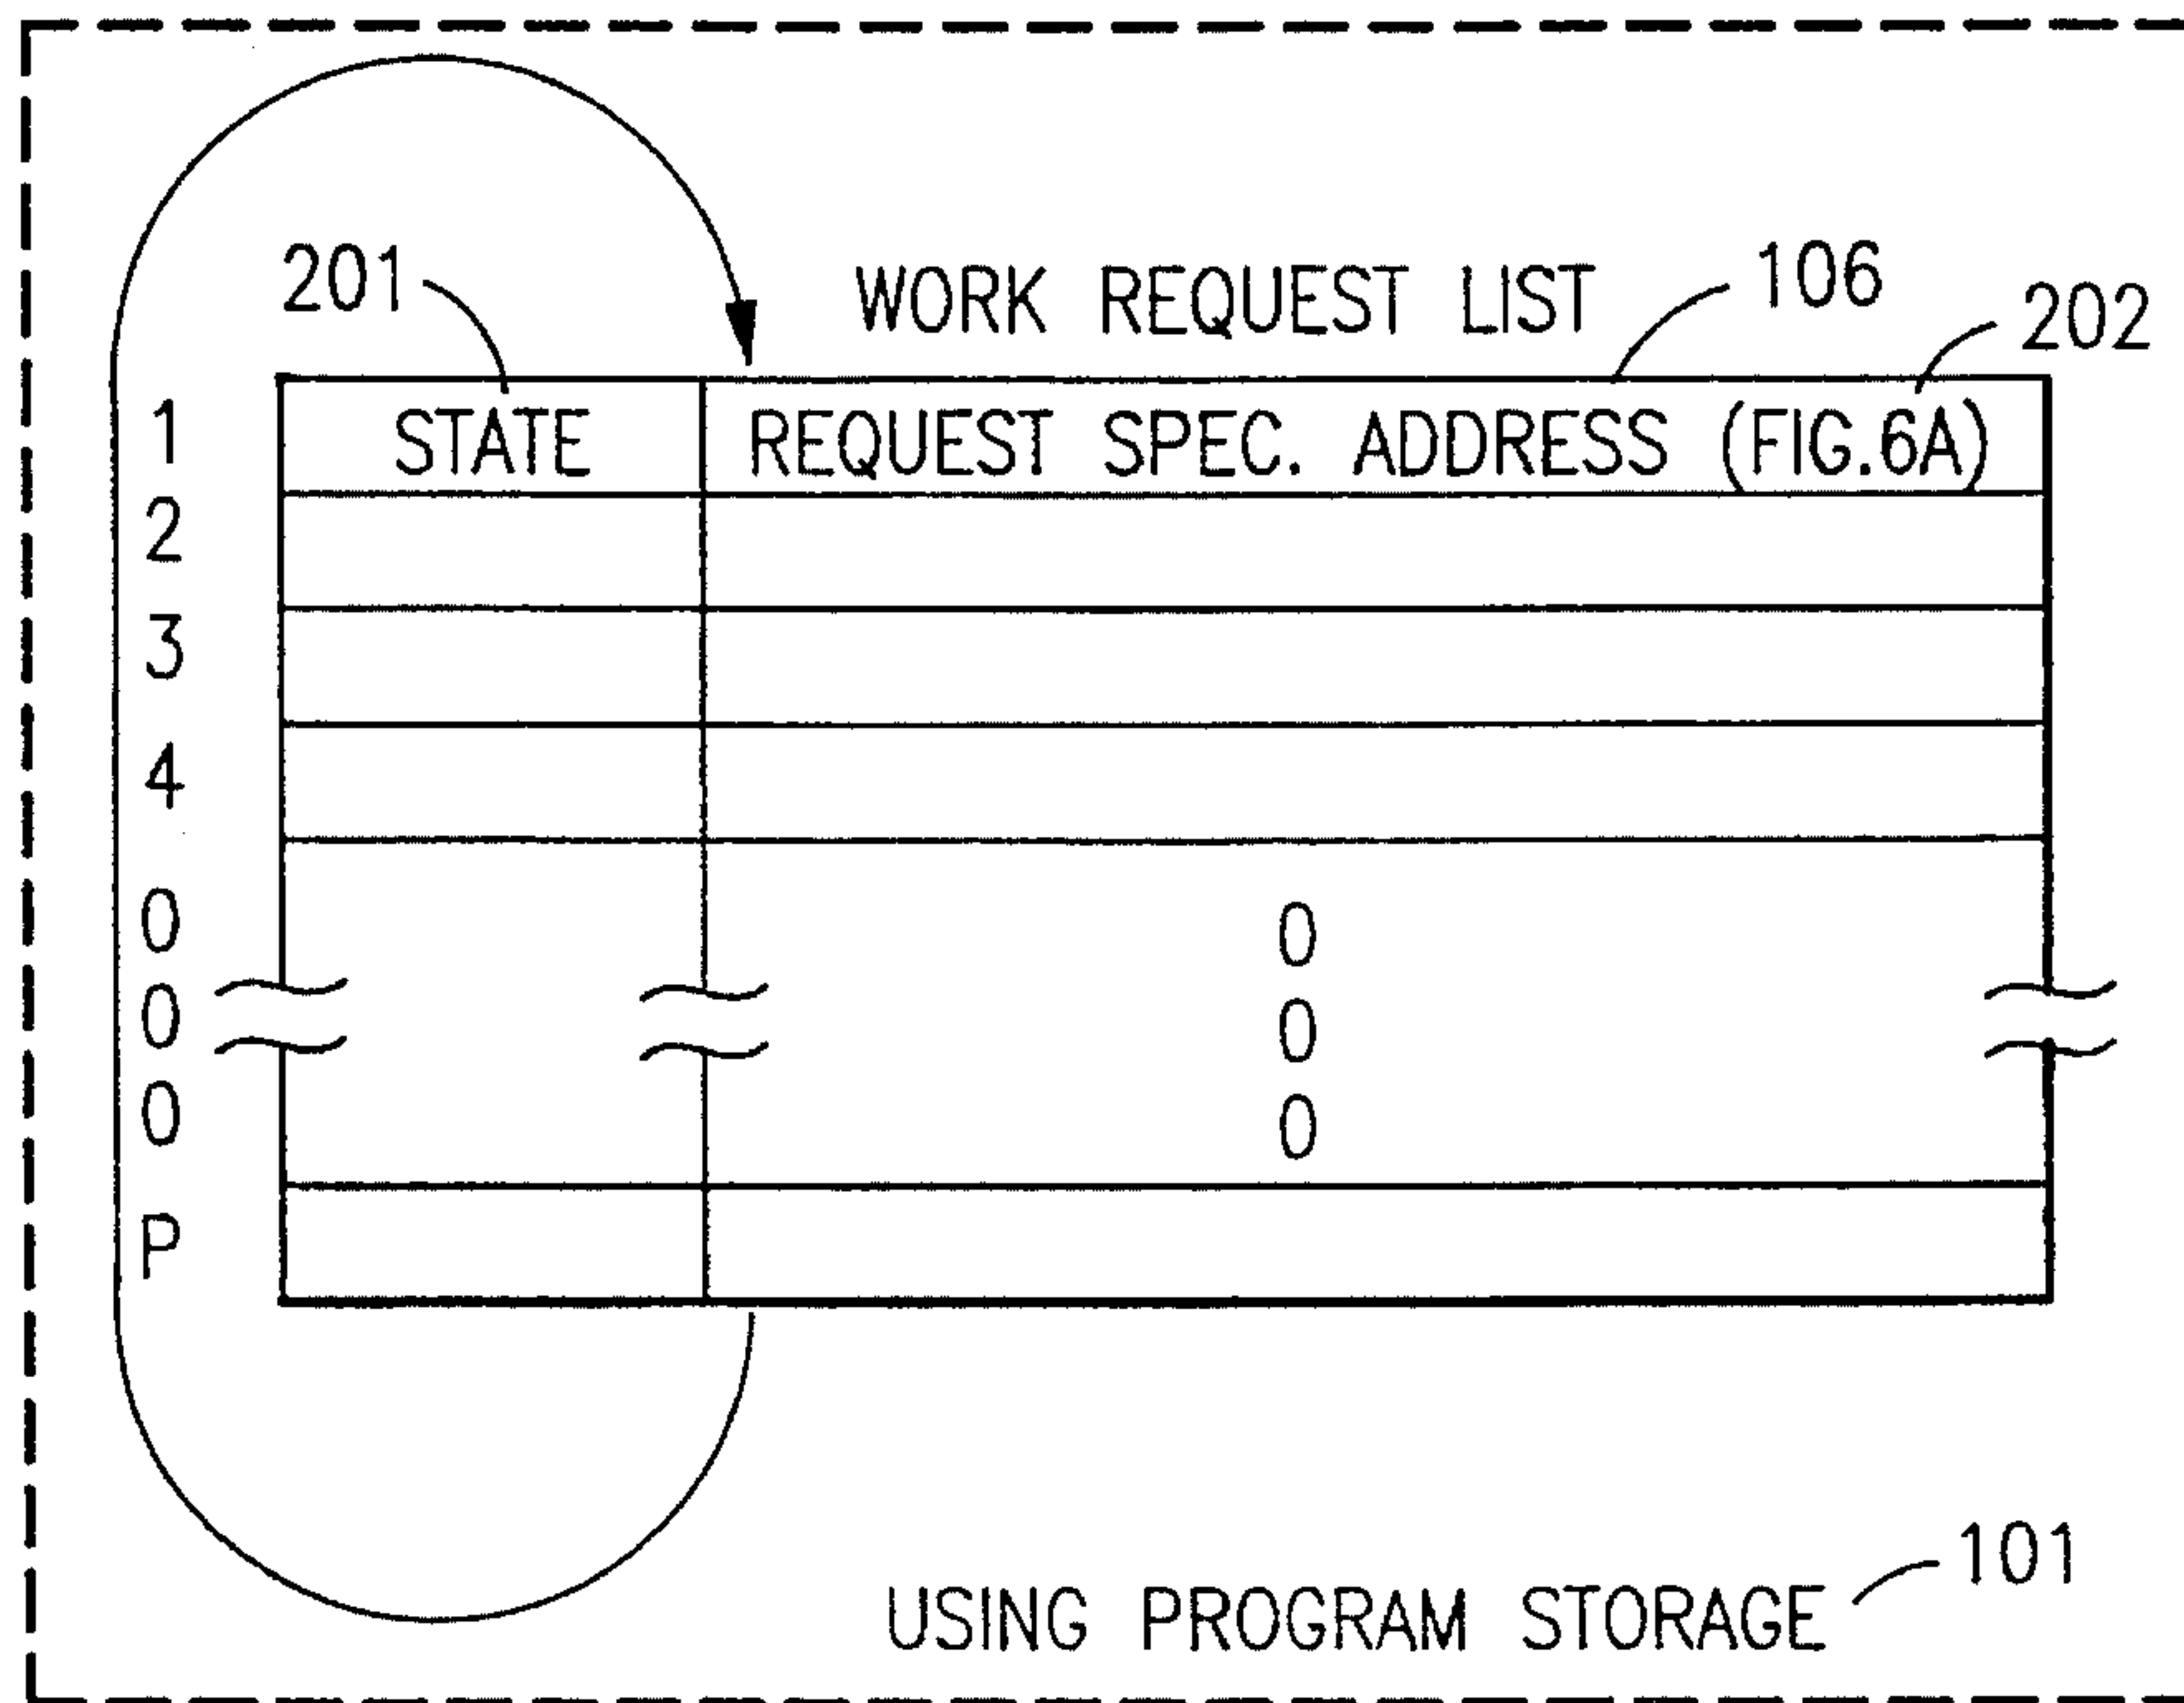 201
WORK REQUEST LIST
106
202
1 STATE REQUEST SPEC. ADDRESS (FIG.6A)
2
3
4
0 0
0 0
0 0
P
USING PROGRAM STORAGE 101